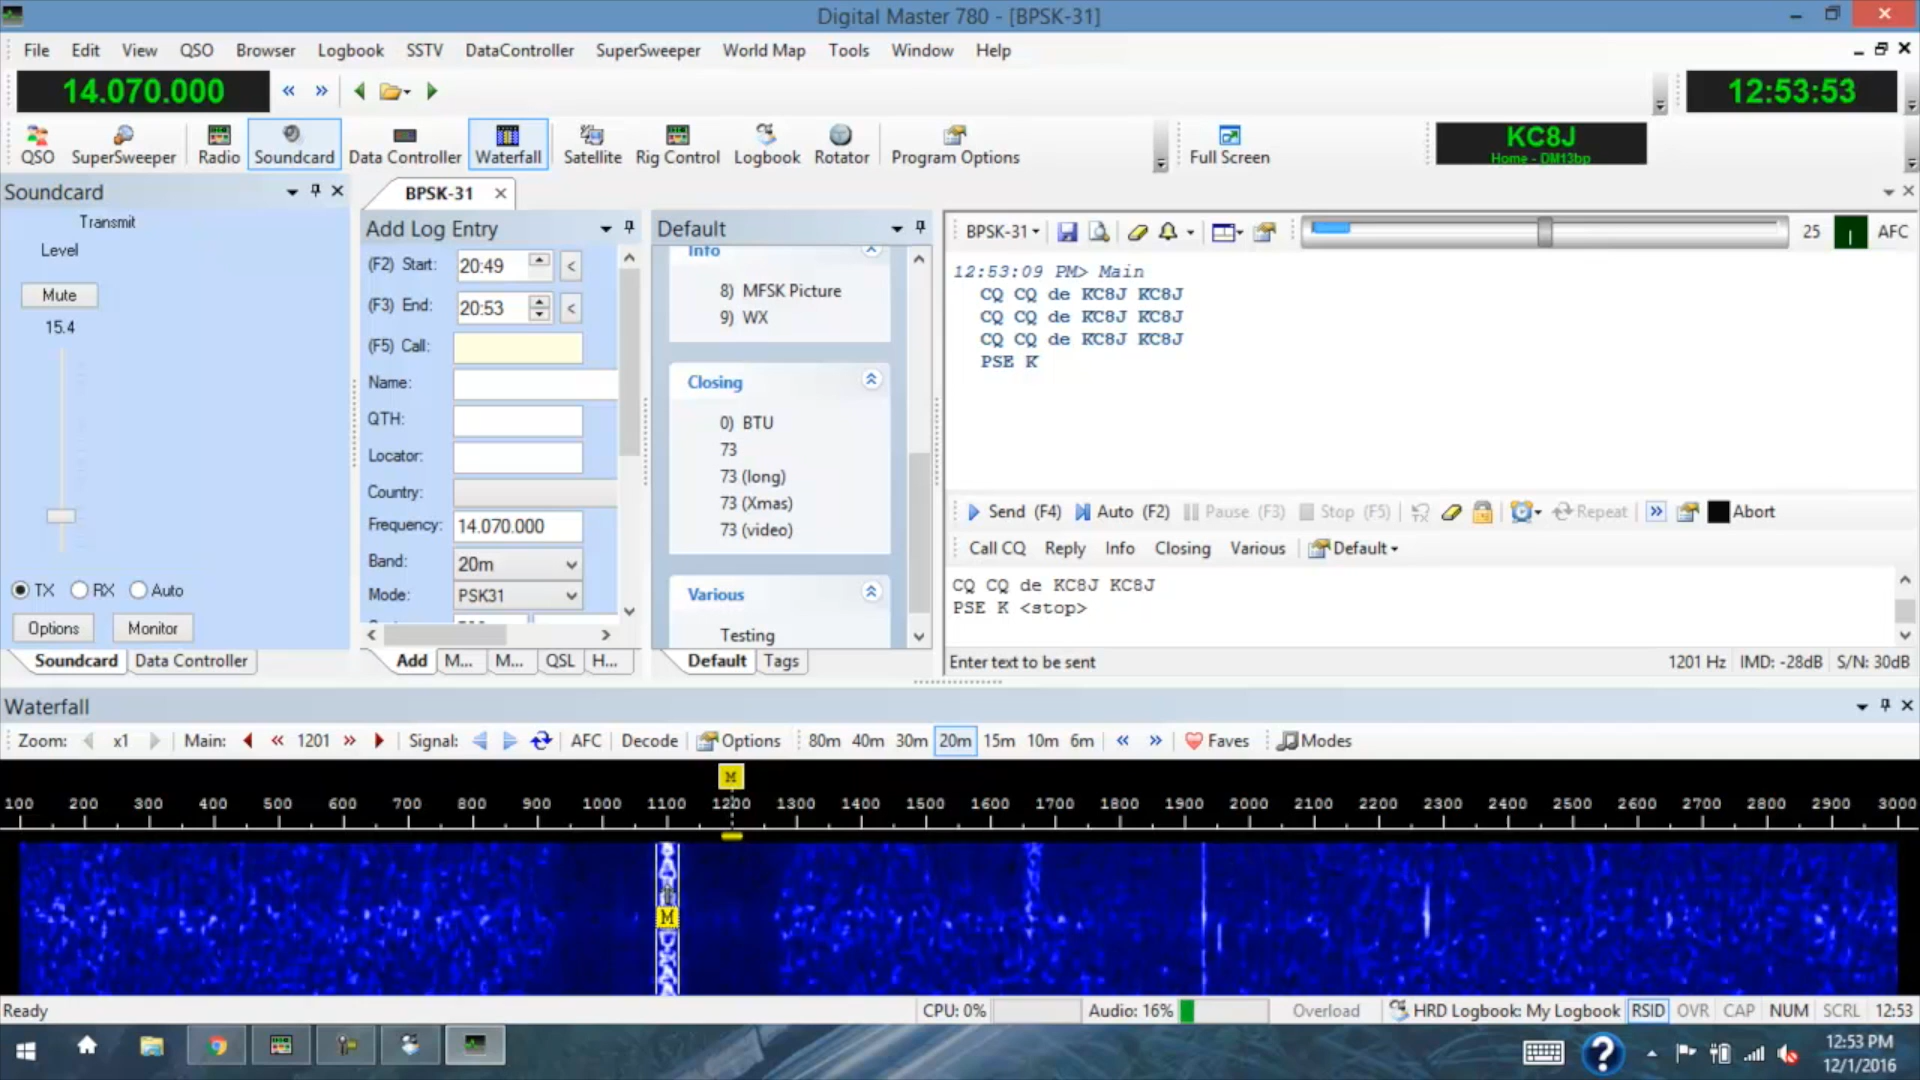 Digital Master 780 - [BPSK-31]
File Edit View QSO Browser Logbook SSTV DataController SuperSweeper World Map Tools Window Help
14.070.000
12:53:53
QSO SuperSweeper Radio Soundcard Data Controller Waterfall Satellite Rig Control Logbook Rotator Program Options Full Screen
KC8J
Home - DM13bp
Soundcard
Transmit
Level
Mute
15.4
TX RX Auto
Options Monitor
Soundcard Data Controller
BPSK-31
Add Log Entry
(F2) Start: 20:49 <
(F3) End: 20:53 <
(F5) Call:
Name:
QTH:
Locator:
Country:
Frequency: 14.070.000
Band: 20m
Mode: PSK31
Add M... M... QSL H...
Default
Info
8) MFSK Picture
9) WX
Closing
0) BTU
73
73 (long)
73 (Xmas)
73 (video)
Various
Testing
Default Tags
BPSK-31 25 AFC
12:53:09 PM> Main
CQ CQ de KC8J KC8J
CQ CQ de KC8J KC8J
CQ CQ de KC8J KC8J
PSE K
Send (F4) Auto (F2) Pause (F3) Stop (F5) Repeat Abort
Call CQ Reply Info Closing Various Default
CQ CQ de KC8J KC8J
PSE K <stop>
Enter text to be sent 1201 Hz IMD: -28dB S/N: 30dB
Waterfall
Zoom: x1 Main: 1201 Signal: AFC Decode Options 80m 40m 30m 20m 15m 10m 6m Faves Modes
M
100 200 300 400 500 600 700 800 900 1000 1100 1200 1300 1400 1500 1600 1700 1800 1900 2000 2100 2200 2300 2400 2500 2600 2700 2800 2900 3000
M
Ready CPU: 0% Audio: 16% Overload HRD Logbook: My Logbook RSID OVR CAP NUM SCRL 12:53
12:53 PM
12/1/2016